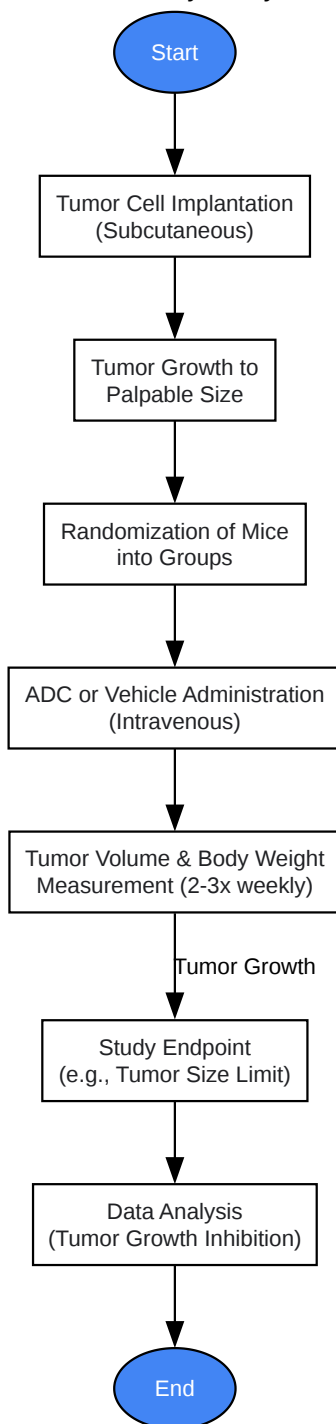 Start
Tumor Cell Implantation
(Subcutaneous)
Tumor Growth to
Palpable Size
Randomization of Mice
into Groups
ADC or Vehicle Administration
(Intravenous)
Tumor Volume & Body Weight
Measurement (2-3x weekly)
Tumor Growth
Study Endpoint
(e.g., Tumor Size Limit)
Data Analysis
(Tumor Growth Inhibition)
End